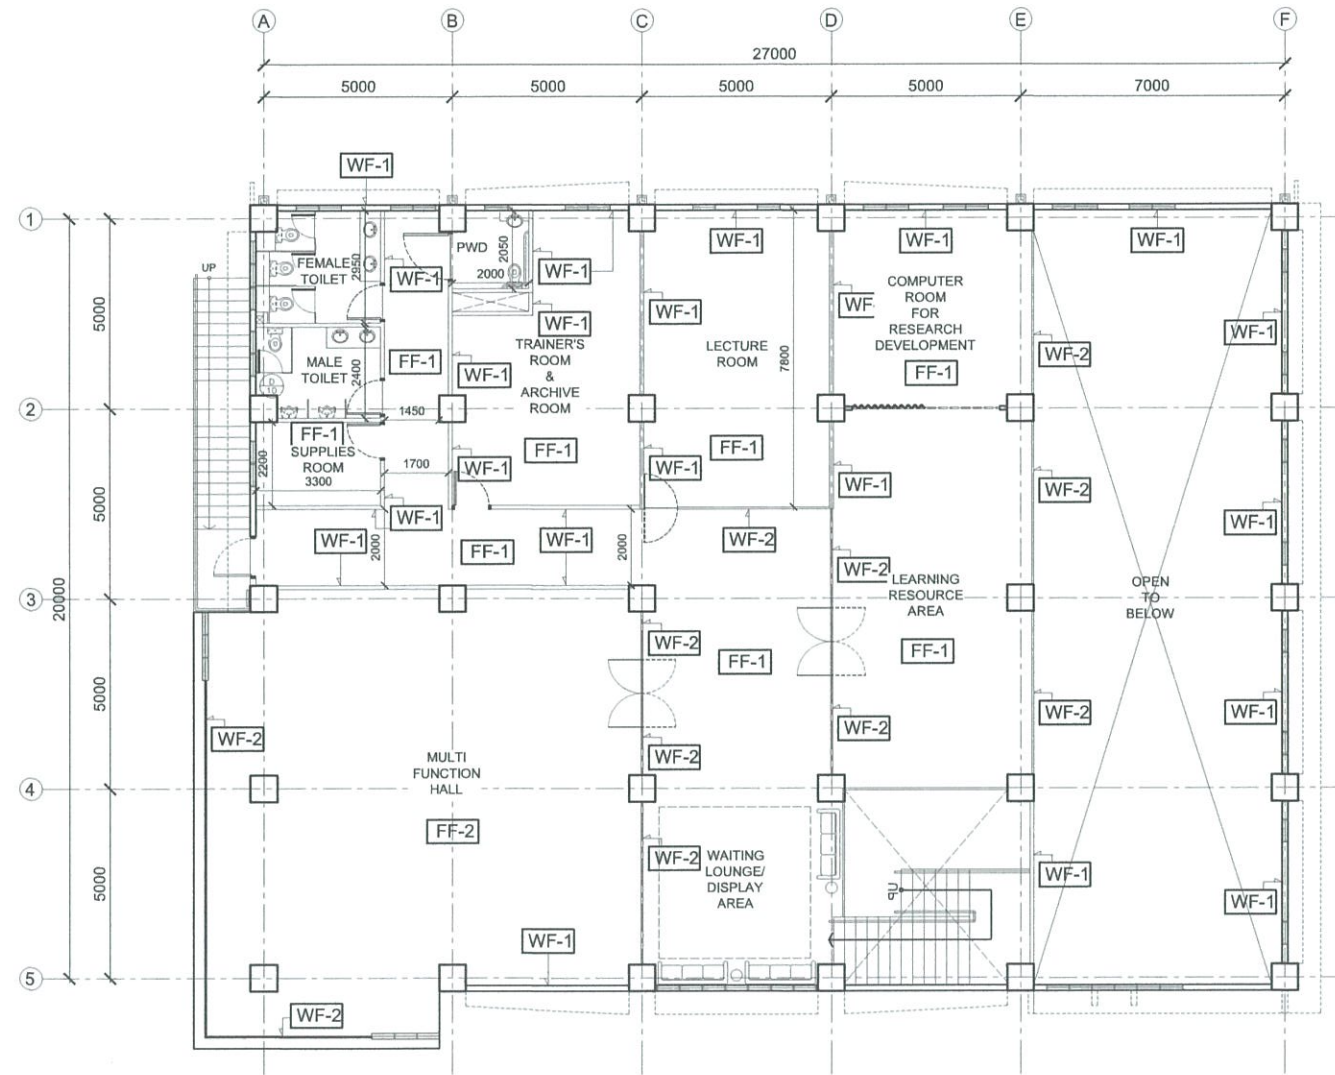 A B C D E F
27000
5000 5000 5000 5000 7000
WF-1
1
UP
FEMALE
TOILET
2950
WF-1
PWD
2050
2000
WF-1
WF-1
WF-1
WF-1
WF-1
COMPUTER
ROOM
FOR
RESEARCH
DEVELOPMENT
FF-1
WF-1
WF
5000
WF-1
TRAINER'S
ROOM
&
ARCHIVE
ROOM
LECTURE
ROOM
7800
WF-2
WF-1
MALE
TOILET
2400
FF-1
WF-1
2
1450
FF-1
SUPPLIES
ROOM
3300
2200
1700
WF-1
FF-1
WF-1
FF-1
WF-1
WF-2
5000
WF-1
WF-1
WF-1
2000
FF-1
WF-1
2000
WF-2
WF-2
LEARNING
RESOURCE
AREA
FF-1
OPEN
TO
BELOW
3
20000
WF-2
FF-1
5000
WF-2
WF-2
WF-2
WF-2
WF-2
WF-1
MULTI
FUNCTION
HALL
FF-2
4
WF-2
WAITING
LOUNGE/
DISPLAY
AREA
UP
WF-1
WF-1
5000
WF-1
5
WF-2